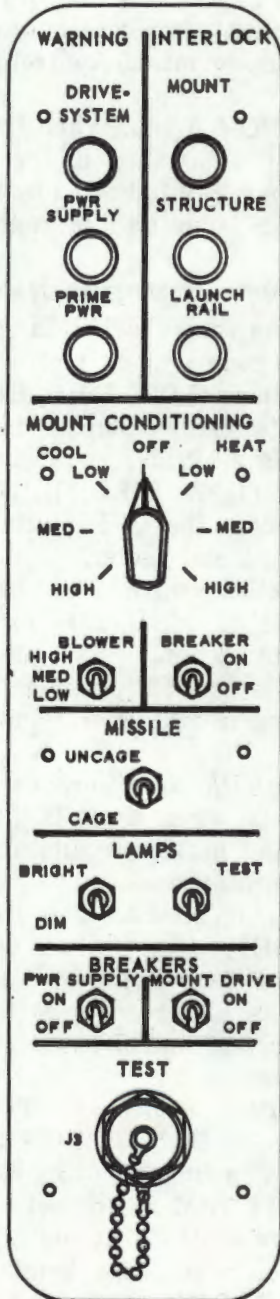 WARNING INTERLOCK
DRIVE-
SYSTEM
MOUNT
PWR
SUPPLY
STRUCTURE
PRIME
PWR
LAUNCH
RAIL
MOUNT CONDITIONING
COOL OFF HEAT
LOW LOW
MED MED
HIGH HIGH
BLOWER
HIGH
MED
LOW
BREAKER
ON
OFF
MISSILE
UNCAGE
CAGE
LAMPS
BRIGHT TEST
DIM
BREAKERS
PWR SUPPLY MOUNT DRIVE
ON ON
OFF OFF
TEST
J3